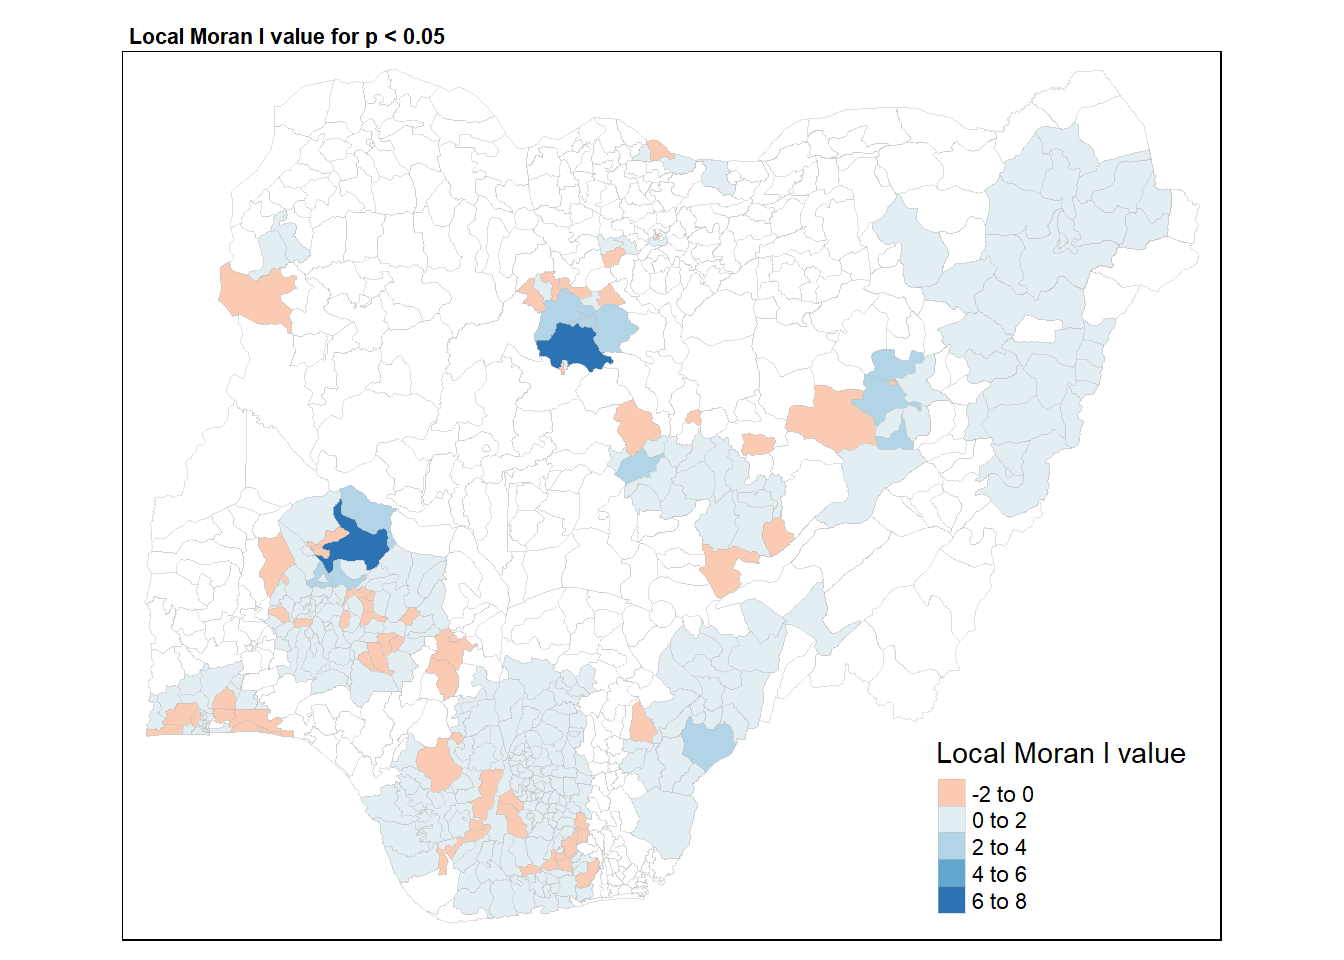 Local Moran I value for p < 0.05
Local Moran I value
-2 to 0
0 to 2
2 to 4
4 to 6
6 to 8